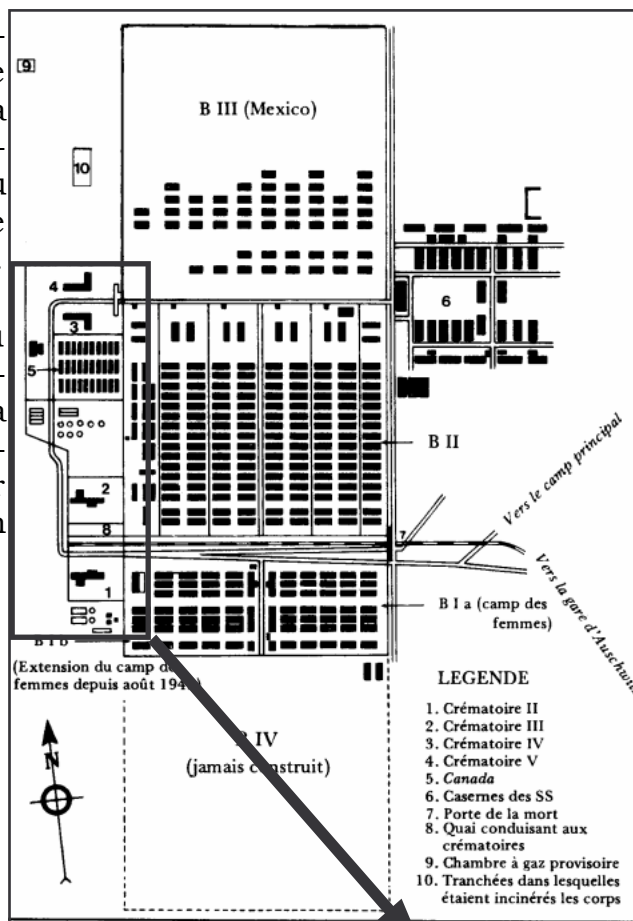 9
10
B III (Mexico)
4
3
5
6
2
8
1
7
B II
Vers le camp principal
Vers la gare d'Auschwitz
B I a (camp des
femmes)
B I b
(Extension du camp
femmes depuis août
B IV
(jamais construit)
N
LEGENDE
1. Crématoire II
2. Crématoire III
3. Crématoire IV
4. Crématoire V
5. Canada
6. Casernes des SS
7. Porte de la mort
8. Quai conduisant aux
crématoires
9. Chambre à gaz provisoire
10. Tranchées dans lesquelles
étaient incinérés les corps